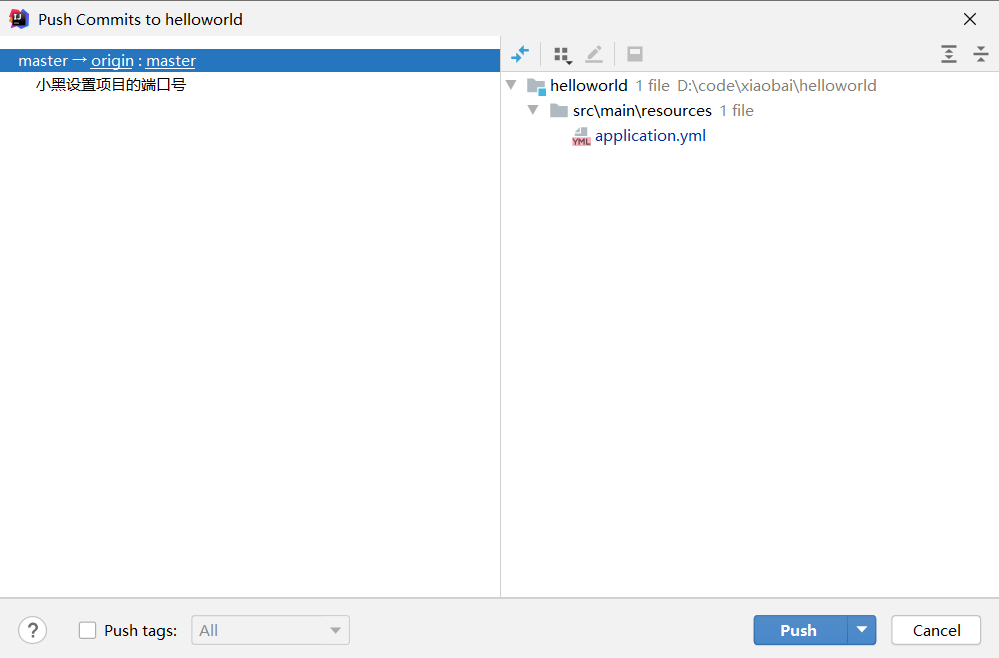 Push Commits to helloworld
master → origin : master
小黑设置项目的端口号
helloworld 1 file D:\code\xiaobai\helloworld
src\main\resources 1 file
YML application.yml
? Push tags: All Push Cancel